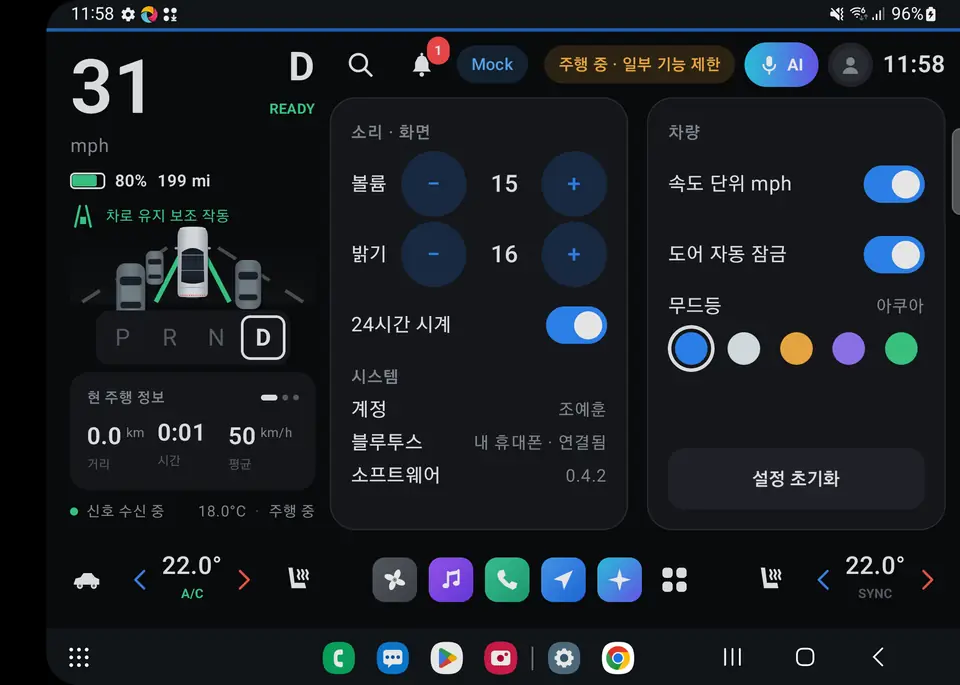 11:58
96%
31
mph
D
READY
80% 199 mi
차로 유지 보조 작동
P R N D
현 주행 정보
0.0 km 0:01 50 km/h
거리 시간 평균
신호 수신 중 18.0°C · 주행 중
1
Mock
주행 중 · 일부 기능 제한
AI
11:58
소리 · 화면
볼륨 − 15 +
밝기 − 16 +
24시간 시계
시스템
계정 조예훈
블루투스 내 휴대폰 · 연결됨
소프트웨어 0.4.2
차량
속도 단위 mph
도어 자동 잠금
무드등 아쿠아
설정 초기화
22.0°
A/C
22.0°
SYNC